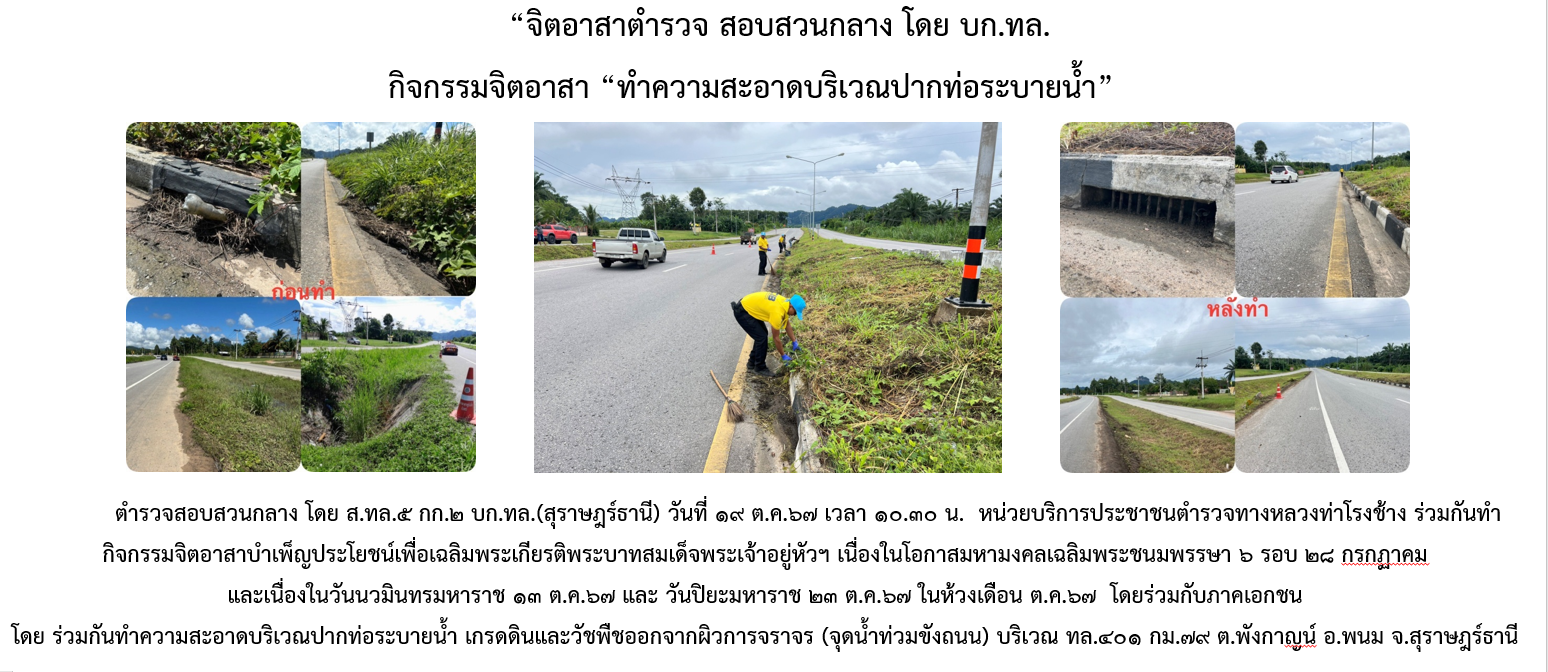 “จิตอาสาตำรวจ สอบสวนกลาง โดย บก.ทล.
กิจกรรมจิตอาสา “ทำความสะอาดบริเวณปากท่อระบายน้ำ”
ก่อนทำ
หลังทำ
ตำรวจสอบสวนกลาง โดย ส.ทล.๕ กก.๒ บก.ทล.(สุราษฎร์ธานี) วันที่ ๑๙ ต.ค.๖๗ เวลา ๑๐.๓๐ น. หน่วยบริการประชาชนตำรวจทางหลวงท่าโรงช้าง ร่วมกันทำ
กิจกรรมจิตอาสาบำเพ็ญประโยชน์เพื่อเฉลิมพระเกียรติพระบาทสมเด็จพระเจ้าอยู่หัวฯ เนื่องในโอกาสมหามงคลเฉลิมพระชนมพรรษา ๖ รอบ ๒๘ กรกฎาคม
และเนื่องในวันนวมินทรมหาราช ๑๓ ต.ค.๖๗ และ วันปิยะมหาราช ๒๓ ต.ค.๖๗ ในห้วงเดือน ต.ค.๖๗ โดยร่วมกับภาคเอกชน
โดย ร่วมกันทำความสะอาดบริเวณปากท่อระบายน้ำ เกรดดินและวัชพืชออกจากผิวการจราจร (จุดน้ำท่วมขังถนน) บริเวณ ทล.๔๐๑ กม.๗๙ ต.พังกาญน์ อ.พนม จ.สุราษฎร์ธานี